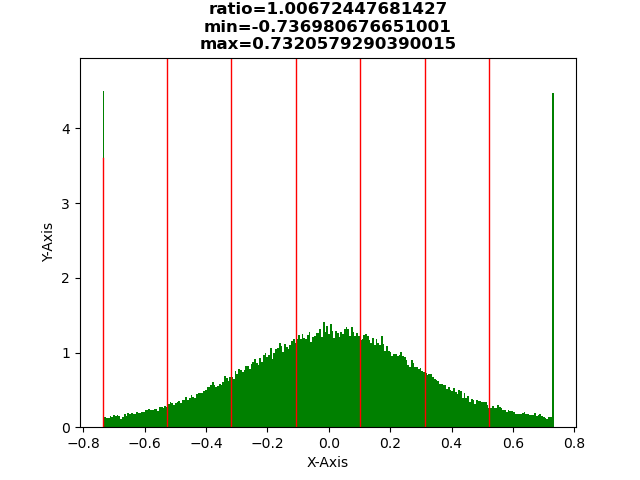 ratio=1.00672447681427
min=-0.736980676651001
max=0.7320579290390015
4
3
2
1
0
Y-Axis
−0.8 −0.6 −0.4 −0.2 0.0 0.2 0.4 0.6 0.8
X-Axis